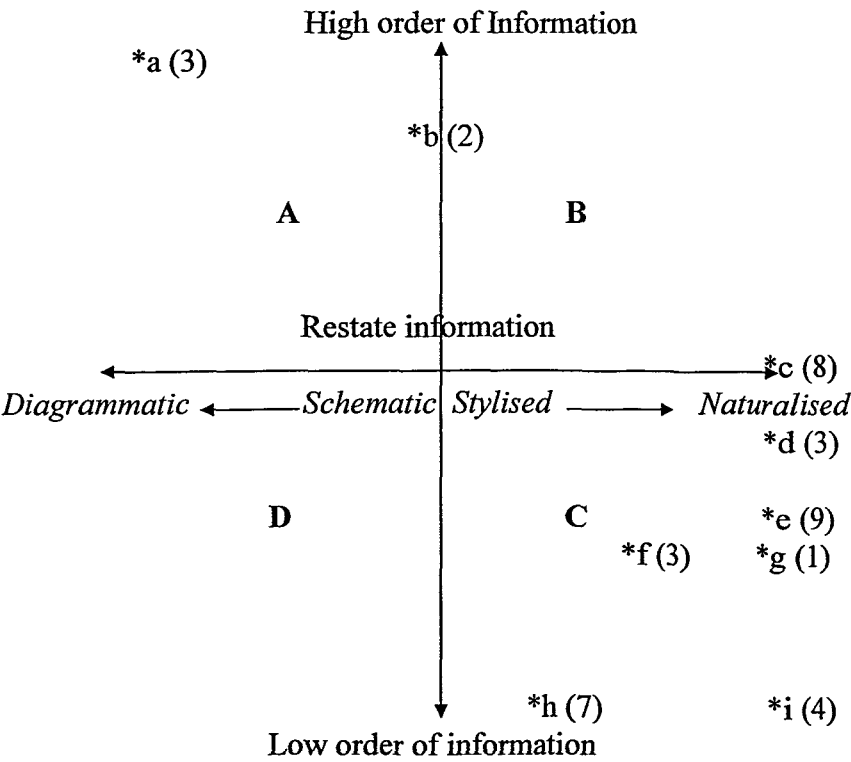 High order of Information
*a (3)
*b (2)
A B
Restate information
*c (8)
Diagrammatic Schematic Stylised Naturalised
*d (3)
D C *e (9)
*f (3) *g (1)
*h (7) *i (4)
Low order of information